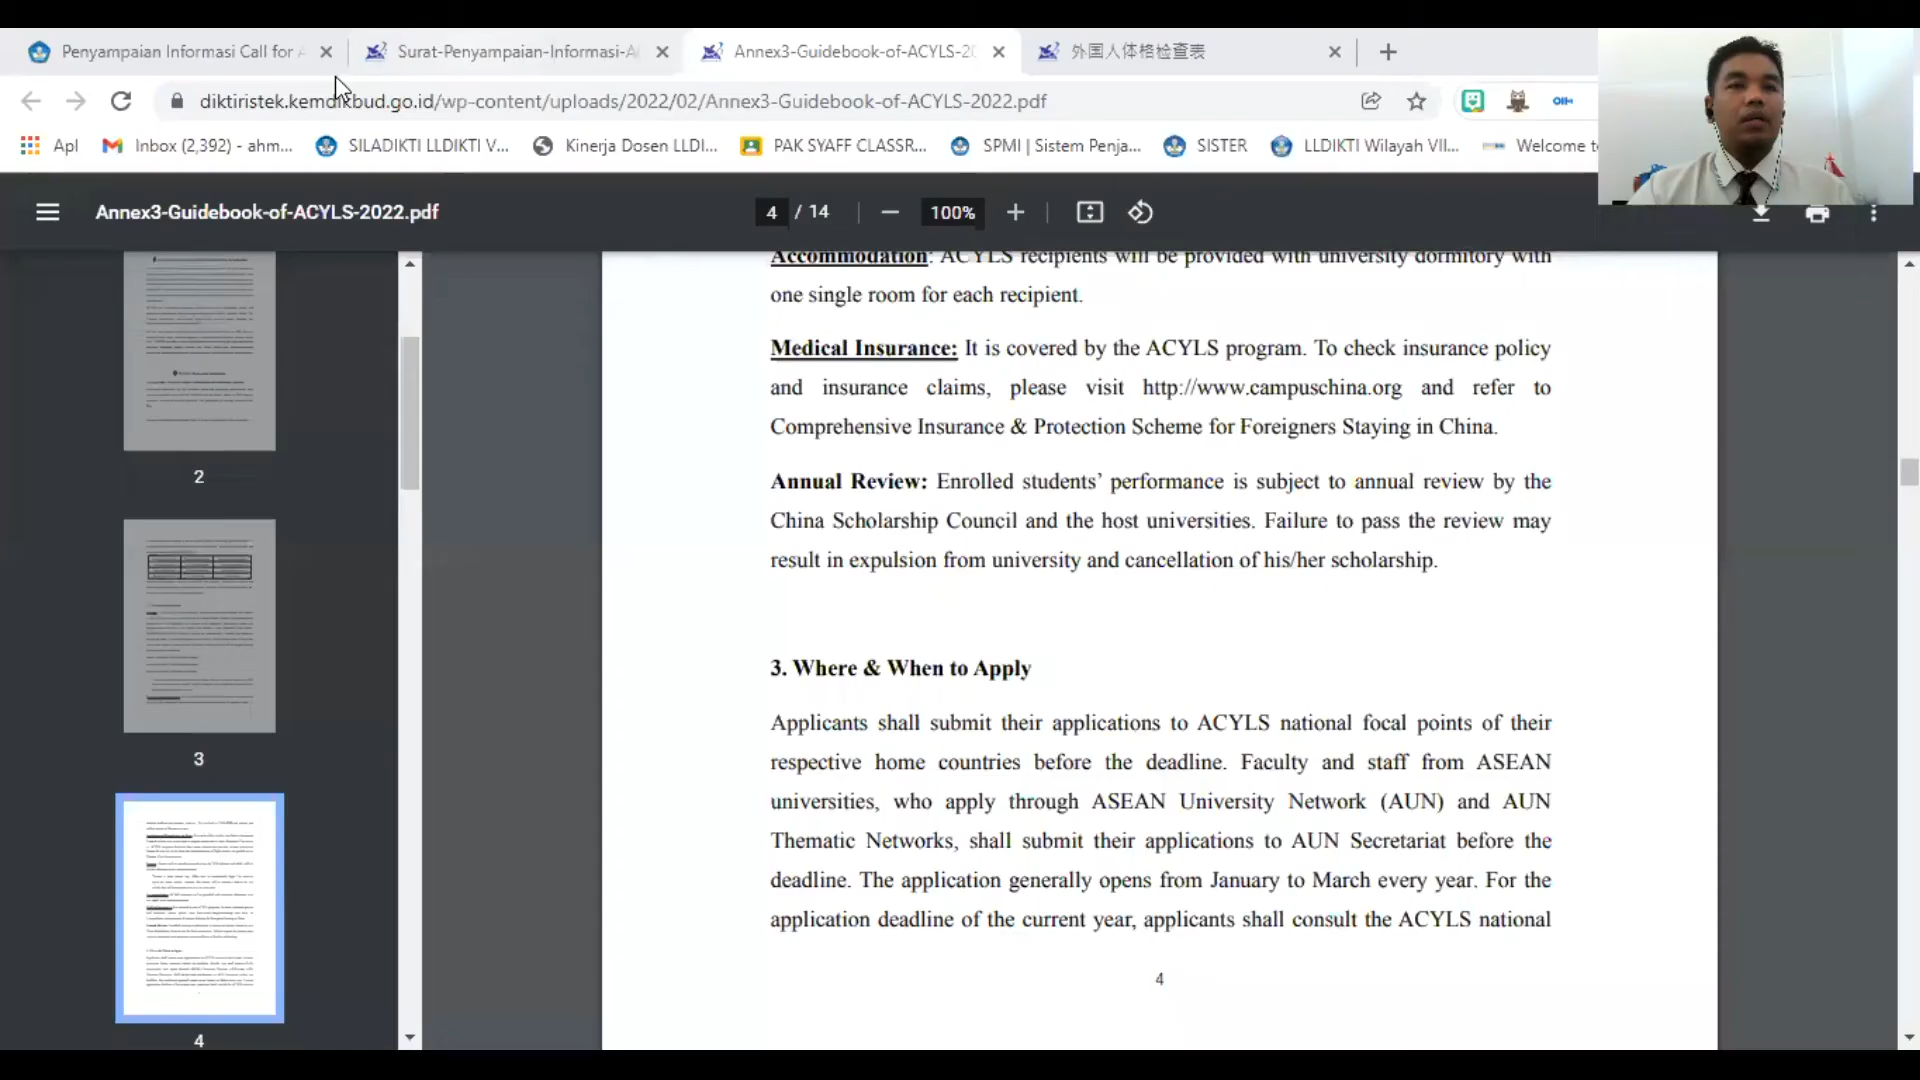 Penyampaian Informasi Call for A
Surat-Penyampaian-Informasi-A
Annex3-Guidebook-of-ACYLS-20
外国人体格检查表
diktiristek.kemdikbud.go.id/wp-content/uploads/2022/02/Annex3-Guidebook-of-ACYLS-2022.pdf
Apl
Inbox (2,392) - ahm...
SILADIKTI LLDIKTI V...
Kinerja Dosen LLDI...
PAK SYAFF CLASSR...
SPMI | Sistem Penja...
SISTER
LLDIKTI Wilayah VII...
Welcome to
Annex3-Guidebook-of-ACYLS-2022.pdf
4 / 14
100%
2
3
4
Accommodation: ACYLS recipients will be provided with university dormitory with
one single room for each recipient.
Medical Insurance: It is covered by the ACYLS program. To check insurance policy
and insurance claims, please visit http://www.campuschina.org and refer to
Comprehensive Insurance & Protection Scheme for Foreigners Staying in China.
Annual Review: Enrolled students’ performance is subject to annual review by the
China Scholarship Council and the host universities. Failure to pass the review may
result in expulsion from university and cancellation of his/her scholarship.
3. Where & When to Apply
Applicants shall submit their applications to ACYLS national focal points of their
respective home countries before the deadline. Faculty and staff from ASEAN
universities, who apply through ASEAN University Network (AUN) and AUN
Thematic Networks, shall submit their applications to AUN Secretariat before the
deadline. The application generally opens from January to March every year. For the
application deadline of the current year, applicants shall consult the ACYLS national
4